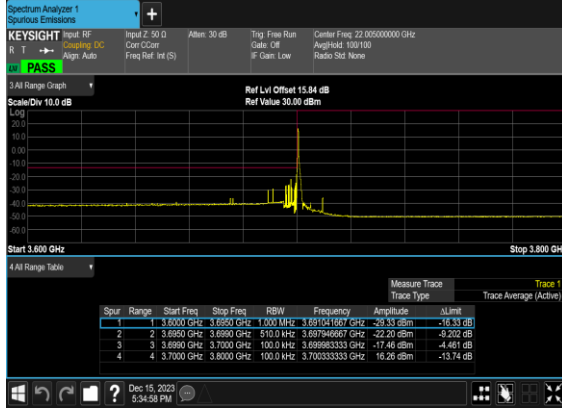 Spectrum Analyzer 1
Spurious Emissions
+
KEYSIGHT Input: RF Input Z: 50 Ω Atten: 30 dB Trig: Free Run Center Freq: 22.005000000 GHz
R T Coupling: DC Corr CCorr Gate: Off Avg|Hold: 100/100
Align: Auto Freq Ref: Int (S) IF Gain: Low Radio Std: None
PASS
3 All Range Graph
Ref Lvl Offset 15.84 dB
Scale/Div 10.0 dB Ref Value 30.00 dBm
Log
20.0
10.0
0.00
-10.0
-20.0
-30.0
-40.0
-50.0
-60.0
Start 3.600 GHz Stop 3.800 GH
4 All Range Table
Measure Trace Trace 1
Trace Type Trace Average (Active)
Spur Range Start Freq Stop Freq RBW Frequency Amplitude ΔLimit
1 1 3.6000 GHz 3.6950 GHz 1.000 MHz 3.691041667 GHz -29.33 dBm -16.33 dB
2 2 3.6950 GHz 3.6990 GHz 510.0 kHz 3.697946667 GHz -22.20 dBm -9.202 dB
3 3 3.6990 GHz 3.7000 GHz 100.0 kHz 3.699983333 GHz -17.46 dBm -4.461 dB
4 4 3.7000 GHz 3.8000 GHz 100.0 kHz 3.700333333 GHz 16.26 dBm -13.74 dB
? Dec 15, 2023
5:34:58 PM